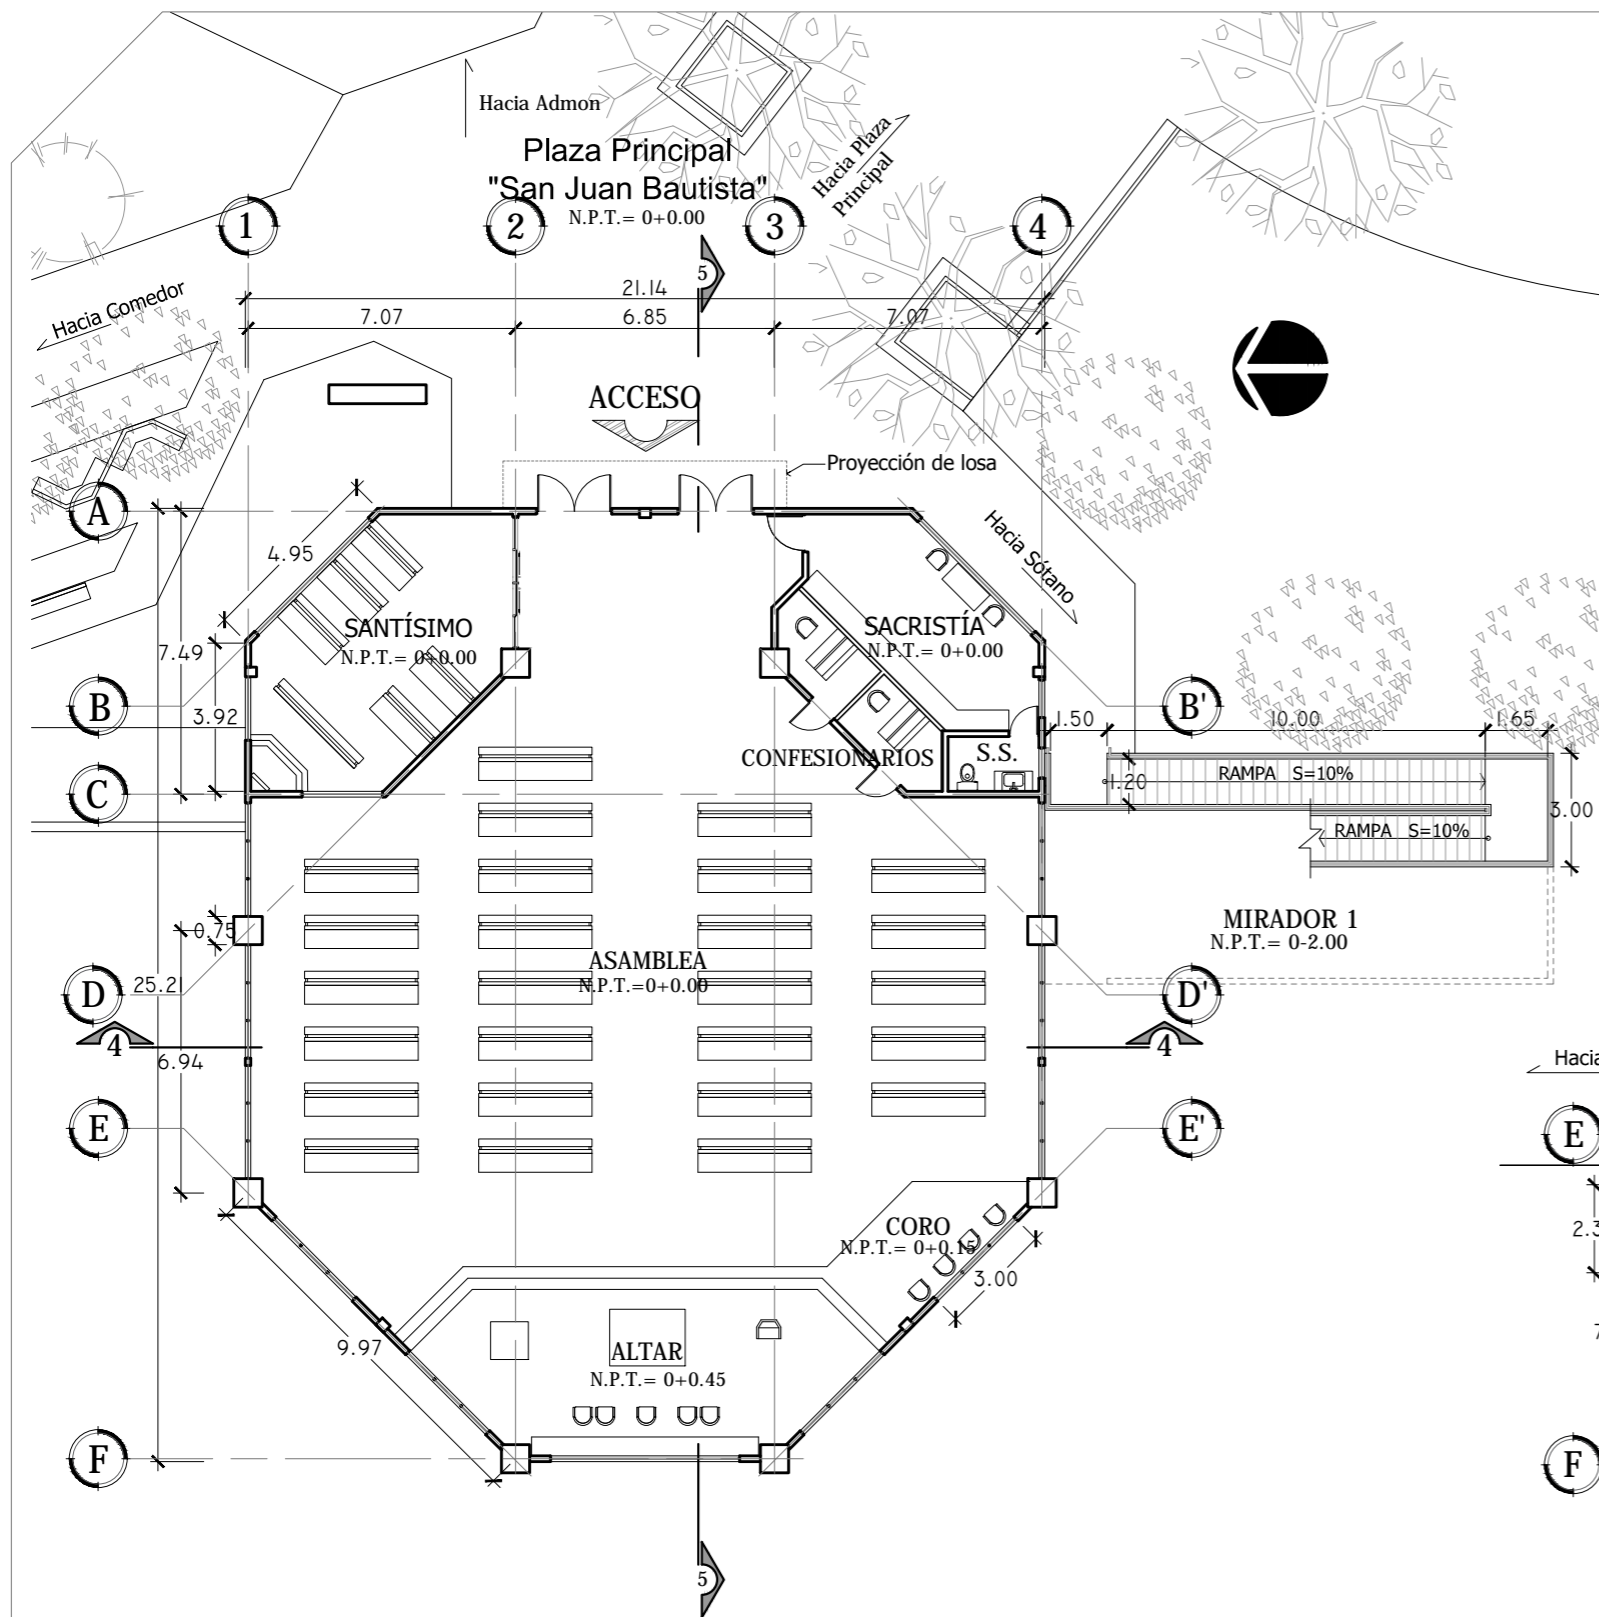 Hacia Admon
Plaza Principal
"San Juan Bautista"
N.P.T.= 0+0.00
Hacia Plaza
Principal
1
2
3
4
5
21.14
7.07
6.85
7.07
Hacia Comedor
ACCESO
Proyección de losa
A
4.95
Hacia Sótano
SANTÍSIMO
N.P.T.= 0+0.00
SACRISTÍA
N.P.T.= 0+0.00
7.49
B
3.92
B'
1.50
10.00
1.65
CONFESIONARIOS
S.S.
C
RAMPA S=10%
1.20
3.00
RAMPA S=10%
0.75
MIRADOR 1
N.P.T.= 0-2.00
ASAMBLEA
N.P.T.=0+0.00
D
25.21
D'
4
4
6.94
Hacia
E
E'
E
2.3
CORO
N.P.T.= 0+0.15
3.00
9.97
ALTAR
N.P.T.= 0+0.45
F
F
5